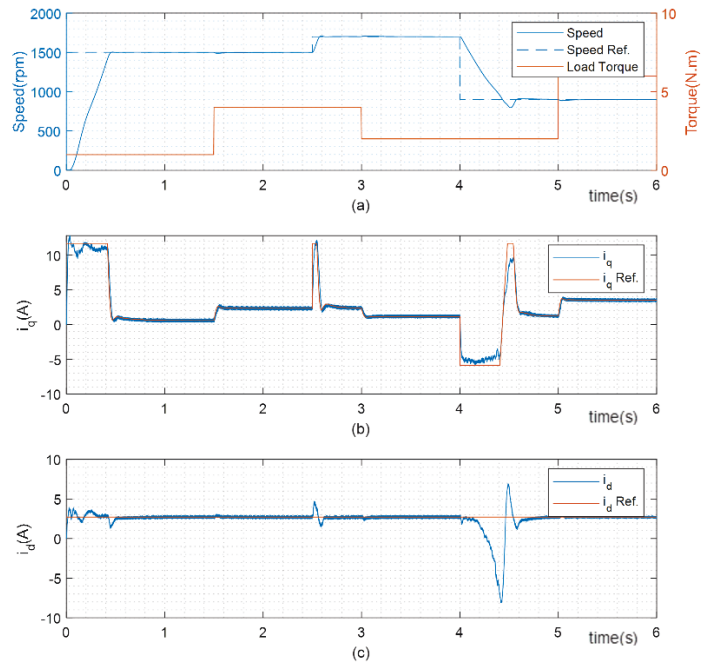 2000
1500
1000
500
0
Speed(rpm)
Speed
Speed Ref.
Load Torque
10
5
0
Torque(N.m)
0 1 2 3 4 5 6
time(s)
(a)
10
5
0
-5
-10
i_q(A)
i_q
i_q Ref.
0 1 2 3 4 5 6
time(s)
(b)
10
5
0
-5
-10
i_d(A)
i_d
i_d Ref.
0 1 2 3 4 5 6
time(s)
(c)